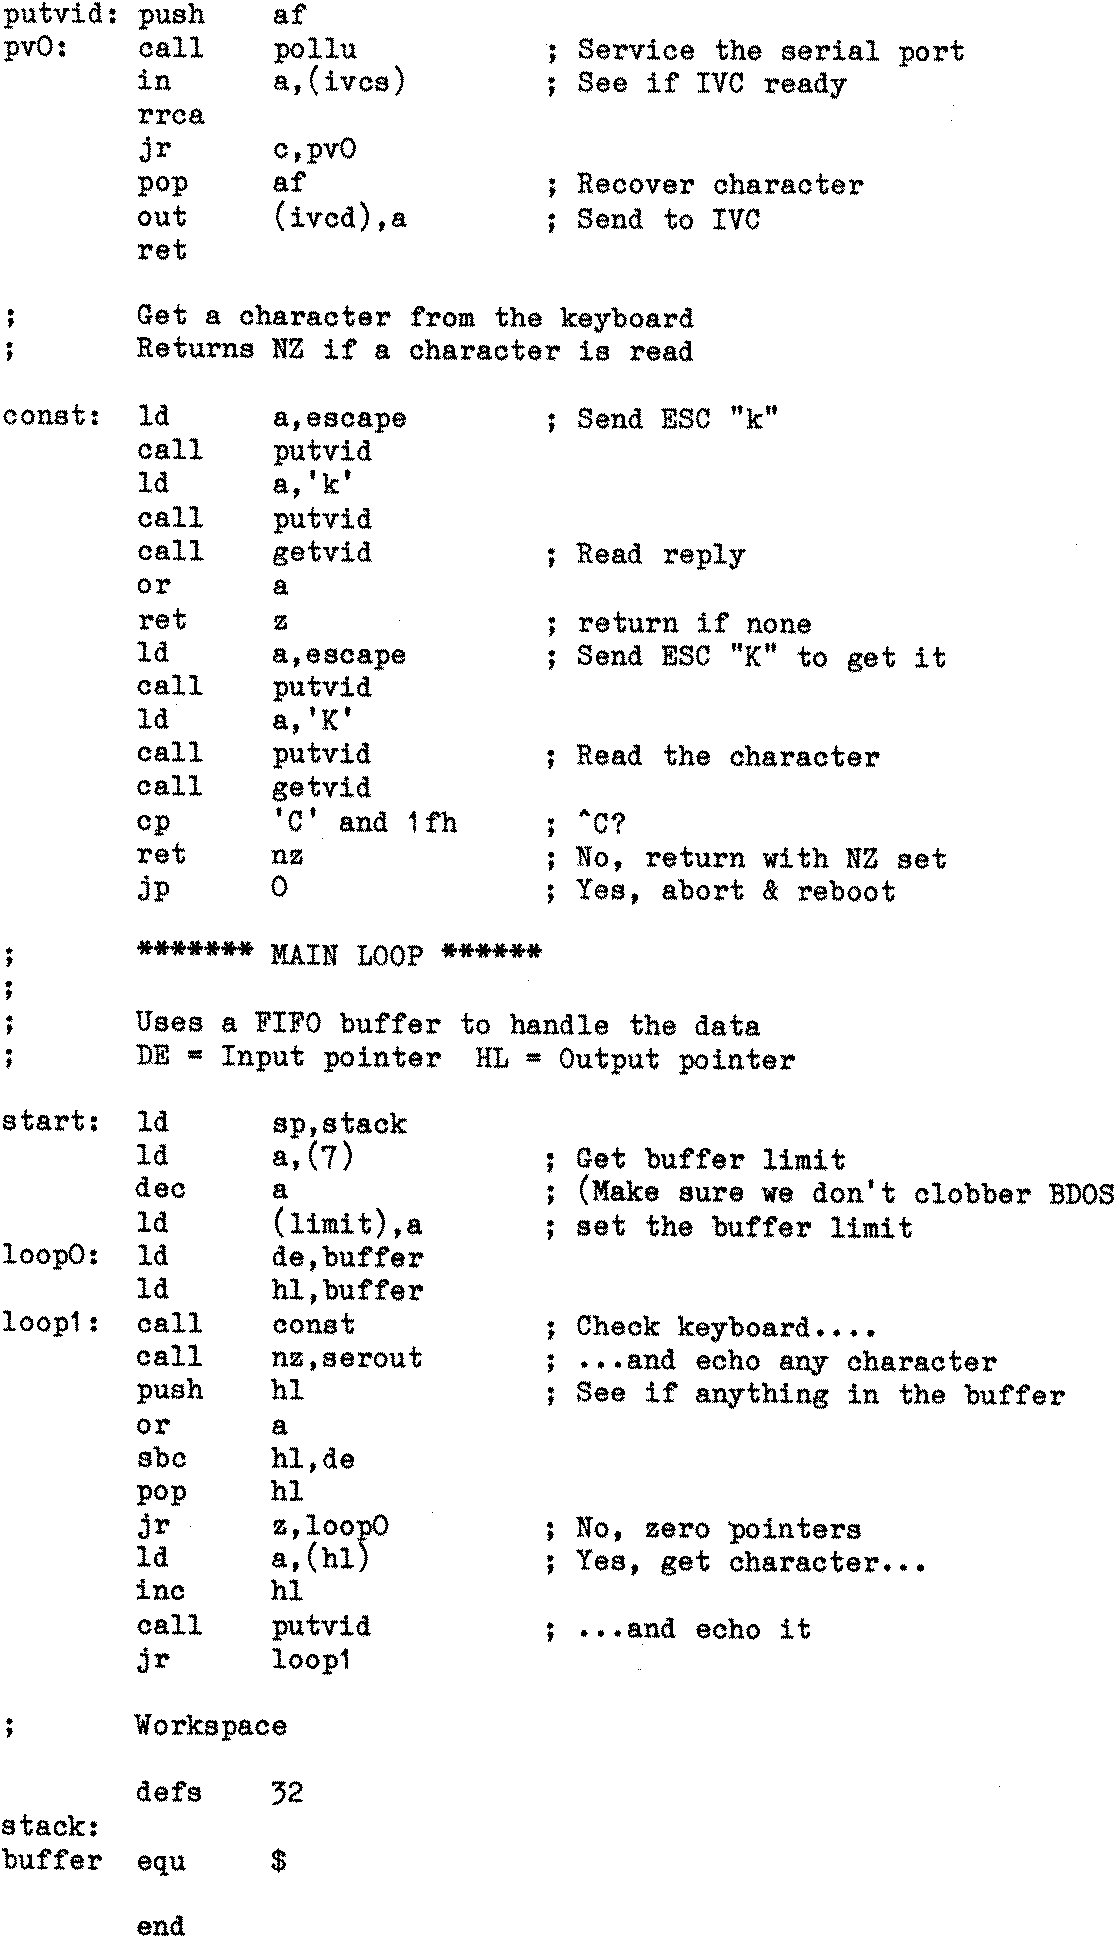 putvid: push    af
pv0:    call    pollu           ; Service the serial port
        in      a,(ivcs)        ; See if IVC ready
        rrca
        jr      c,pv0
        pop     af              ; Recover character
        out     (ivcd),a        ; Send to IVC
        ret
;       Get a character from the keyboard
;       Returns NZ if a character is read
const:  ld      a,escape        ; Send ESC "k"
        call    putvid
        ld      a,'k'
        call    putvid
        call    getvid          ; Read reply
        or      a
        ret     z               ; return if none
        ld      a,escape        ; Send ESC "K" to get it
        call    putvid
        ld      a,'K'
        call    putvid          ; Read the character
        call    getvid
        cp      'C' and 1fh     ; ^C?
        ret     nz              ; No, return with NZ set
        jp      0               ; Yes, abort & reboot
;       ******* MAIN LOOP ******
;
;       Uses a FIFO buffer to handle the data
;       DE = Input pointer  HL = Output pointer
start:  ld      sp,stack
        ld      a,(7)           ; Get buffer limit
        dec     a               ; (Make sure we don't clobber BDOS
        ld      (limit),a       ; set the buffer limit
loop0:  ld      de,buffer
        ld      hl,buffer
loop1:  call    const           ; Check keyboard....
        call    nz,serout       ; ...and echo any character
        push    hl              ; See if anything in the buffer
        or      a
        sbc     hl,de
        pop     hl
        jr      z,loop0         ; No, zero pointers
        ld      a,(hl)          ; Yes, get character...
        inc     hl
        call    putvid          ; ...and echo it
        jr      loop1
;       Workspace
        defs    32
stack:
buffer  equ     $
        end